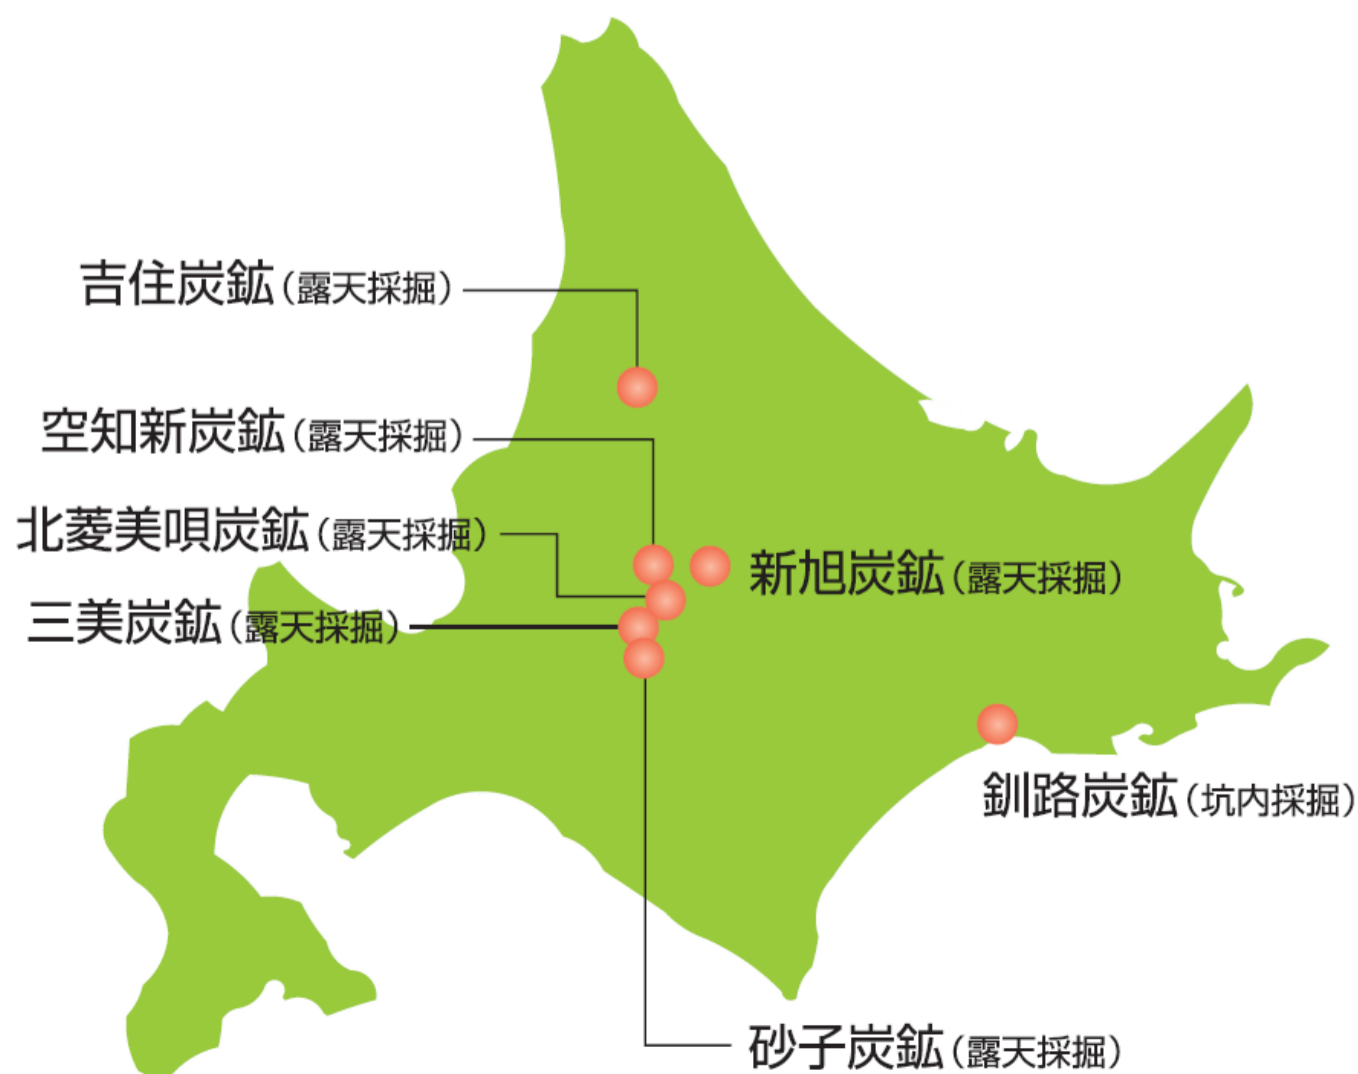 吉住炭鉱（露天採掘）
空知新炭鉱（露天採掘）
北菱美唄炭鉱（露天採掘）
新旭炭鉱（露天採掘）
三美炭鉱（露天採掘）
釧路炭鉱（坑内採掘）
砂子炭鉱（露天採掘）